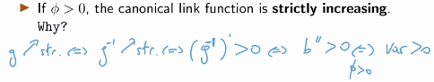 ▶ If ϕ > 0, the canonical link function is strictly increasing.
Why?
g ↗ str. ⇔ g⁻¹ ↗ str. ⇔ (g⁻¹)' > 0 ⇔ b'' > 0 ⇔ var > 0
ϕ > 0